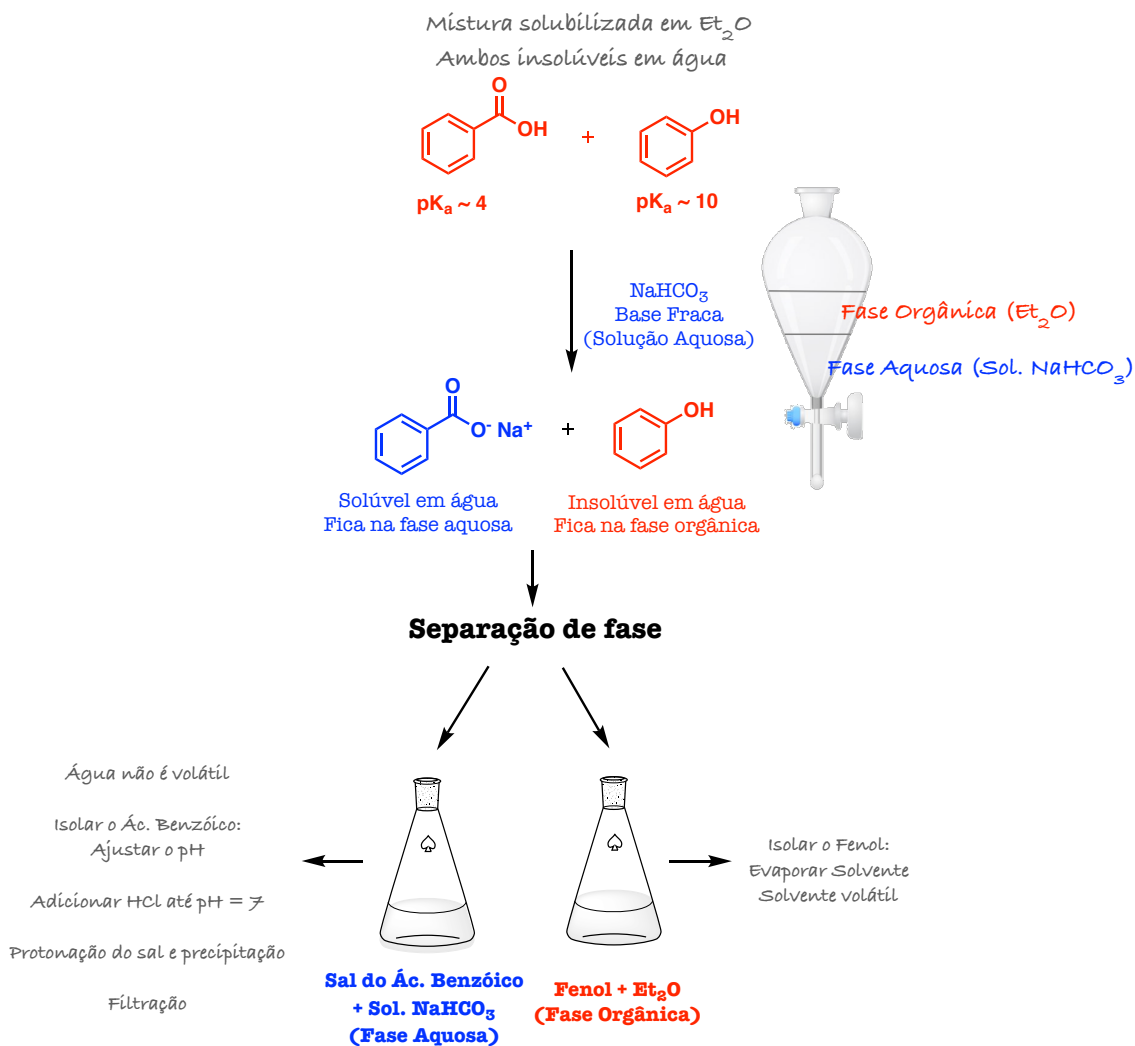 Mistura solubilizada em Et₂O
Ambos insolúveis em água
O
OH
+
OH
pKₐ ~ 4
pKₐ ~ 10
NaHCO₃
Base Fraca
(Solução Aquosa)
Fase Orgânica (Et₂O)
Fase Aquosa (Sol. NaHCO₃)
O
O⁻ Na⁺
+
OH
Solúvel em água
Fica na fase aquosa
Insolúvel em água
Fica na fase orgânica
Separação de fase
Água não é volátil
Isolar o Ác. Benzóico:
Ajustar o pH
Adicionar HCl até pH = 7
Protonação do sal e precipitação
Filtração
Isolar o Fenol:
Evaporar Solvente
Solvente volátil
Sal do Ác. Benzóico
+ Sol. NaHCO₃
(Fase Aquosa)
Fenol + Et₂O
(Fase Orgânica)